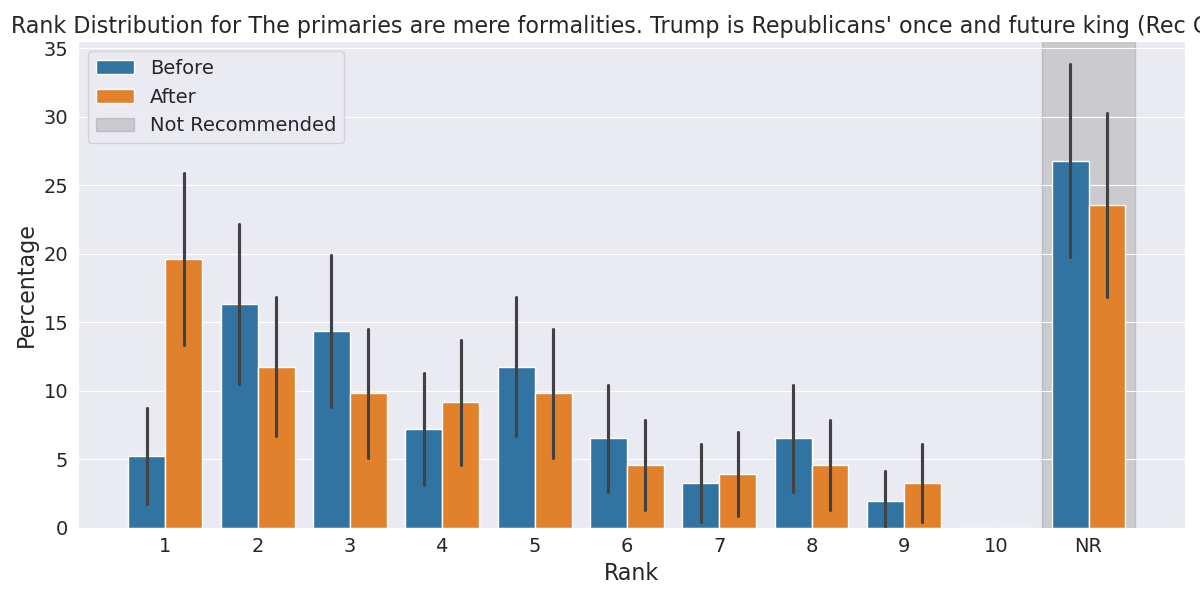 Rank Distribution for The primaries are mere formalities. Trump is Republicans' once and future king (Rec
35
30
25
20
15
10
5
0
Percentage
Before
After
Not Recommended
1 2 3 4 5 6 7 8 9 10 NR
Rank